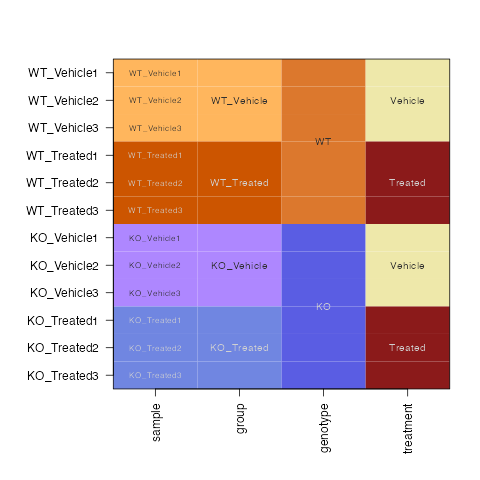 WT_Vehicle1 WT_Vehicle1
WT_Vehicle2 WT_Vehicle2 WT_Vehicle Vehicle
WT_Vehicle3 WT_Vehicle3
WT
WT_Treated1 WT_Treated1
WT_Treated2 WT_Treated2 WT_Treated Treated
WT_Treated3 WT_Treated3
KO_Vehicle1 KO_Vehicle1
KO_Vehicle2 KO_Vehicle2 KO_Vehicle Vehicle
KO_Vehicle3 KO_Vehicle3
KO
KO_Treated1 KO_Treated1
KO_Treated2 KO_Treated2 KO_Treated Treated
KO_Treated3 KO_Treated3
sample group genotype treatment